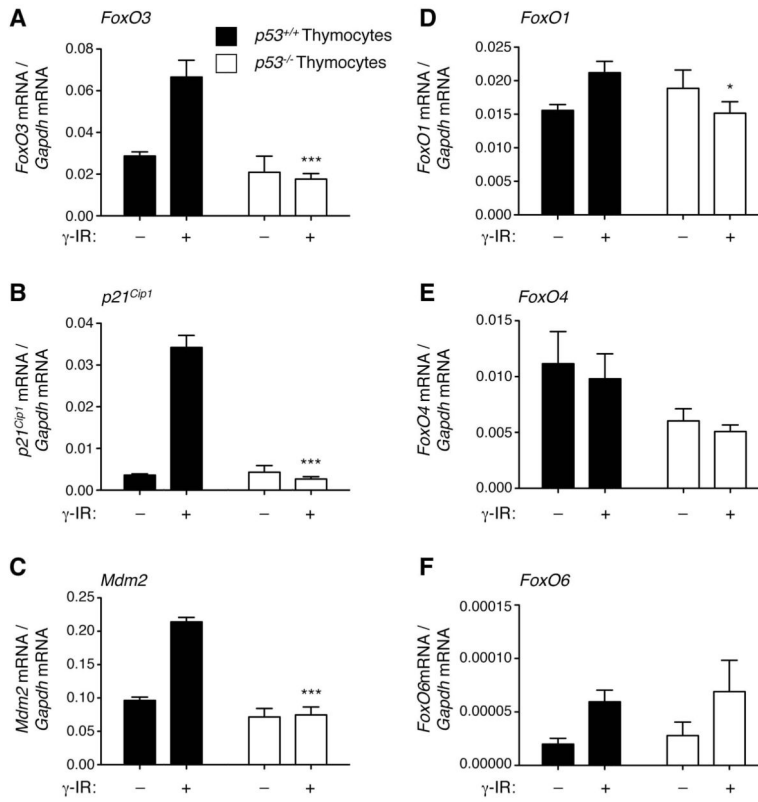 A
FoxO3
p53+/+ Thymocytes
p53-/- Thymocytes
FoxO3 mRNA /
Gapdh mRNA
0.08
0.06
0.04
0.02
0.00
***
γ-IR: – + – +
B
p21Cip1
p21Cip1 mRNA /
Gapdh mRNA
0.04
0.03
0.02
0.01
0.00
***
γ-IR: – + – +
C
Mdm2
Mdm2 mRNA /
Gapdh mRNA
0.25
0.20
0.15
0.10
0.05
0.00
***
γ-IR: – + – +
D
FoxO1
FoxO1 mRNA /
Gapdh mRNA
0.025
0.020
0.015
0.010
0.005
0.000
*
γ-IR: – + – +
E
FoxO4
FoxO4 mRNA /
Gapdh mRNA
0.015
0.010
0.005
0.000
γ-IR: – + – +
F
FoxO6
FoxO6mRNA /
Gapdh mRNA
0.00015
0.00010
0.00005
0.00000
γ-IR: – + – +